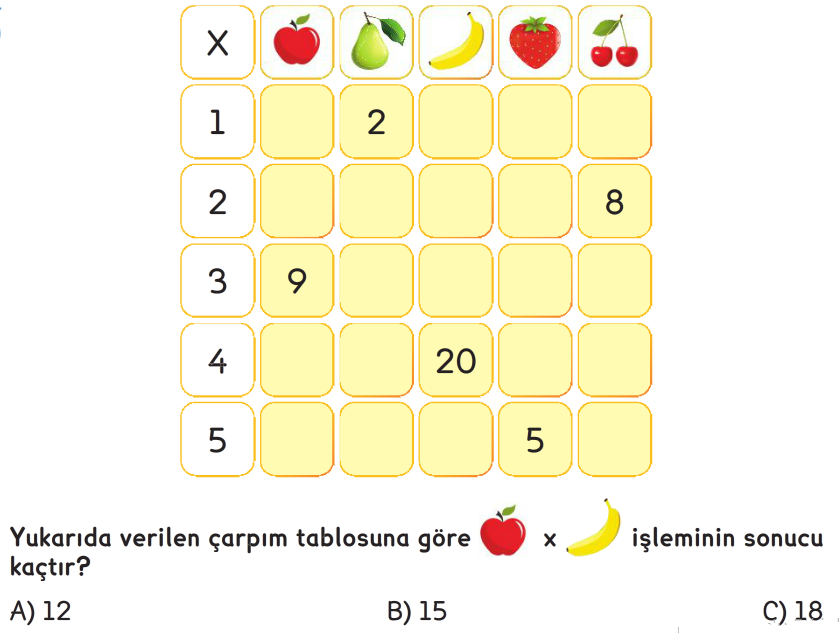 X
1 2
2 8
3 9
4 20
5 5
Yukarıda verilen çarpım tablosuna göre x işleminin sonucu
kaçtır?
A) 12 B) 15 C) 18